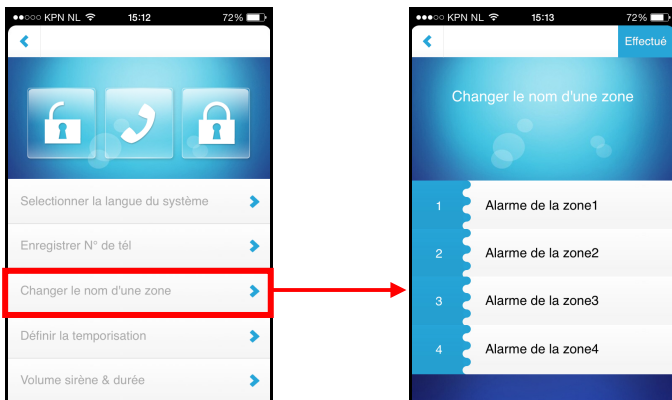 KPN NL 15:12 72%
Selectionner la langue du système
Enregistrer N° de tél
Changer le nom d'une zone
Définir la temporisation
Volume sirène & durée
KPN NL 15:13 72%
Effectué
Changer le nom d'une zone
1 Alarme de la zone1
2 Alarme de la zone2
3 Alarme de la zone3
4 Alarme de la zone4